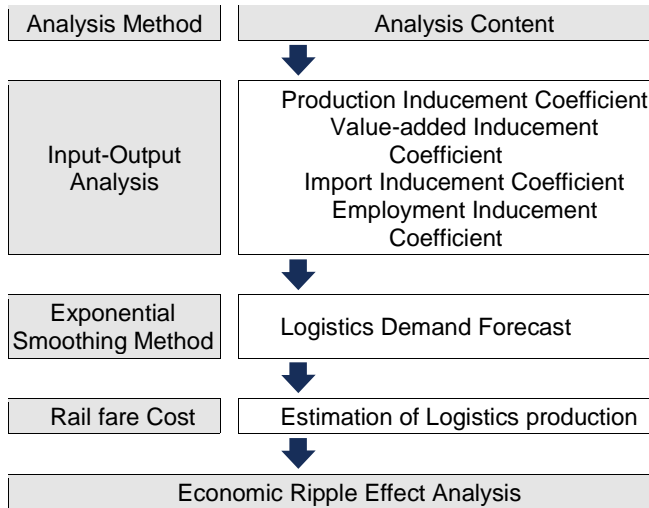 Analysis Method
Analysis Content
Input-Output
Analysis
Production Inducement Coefficient
Value-added Inducement
Coefficient
Import Inducement Coefficient
Employment Inducement
Coefficient
Exponential
Smoothing Method
Logistics Demand Forecast
Rail fare Cost
Estimation of Logistics production
Economic Ripple Effect Analysis